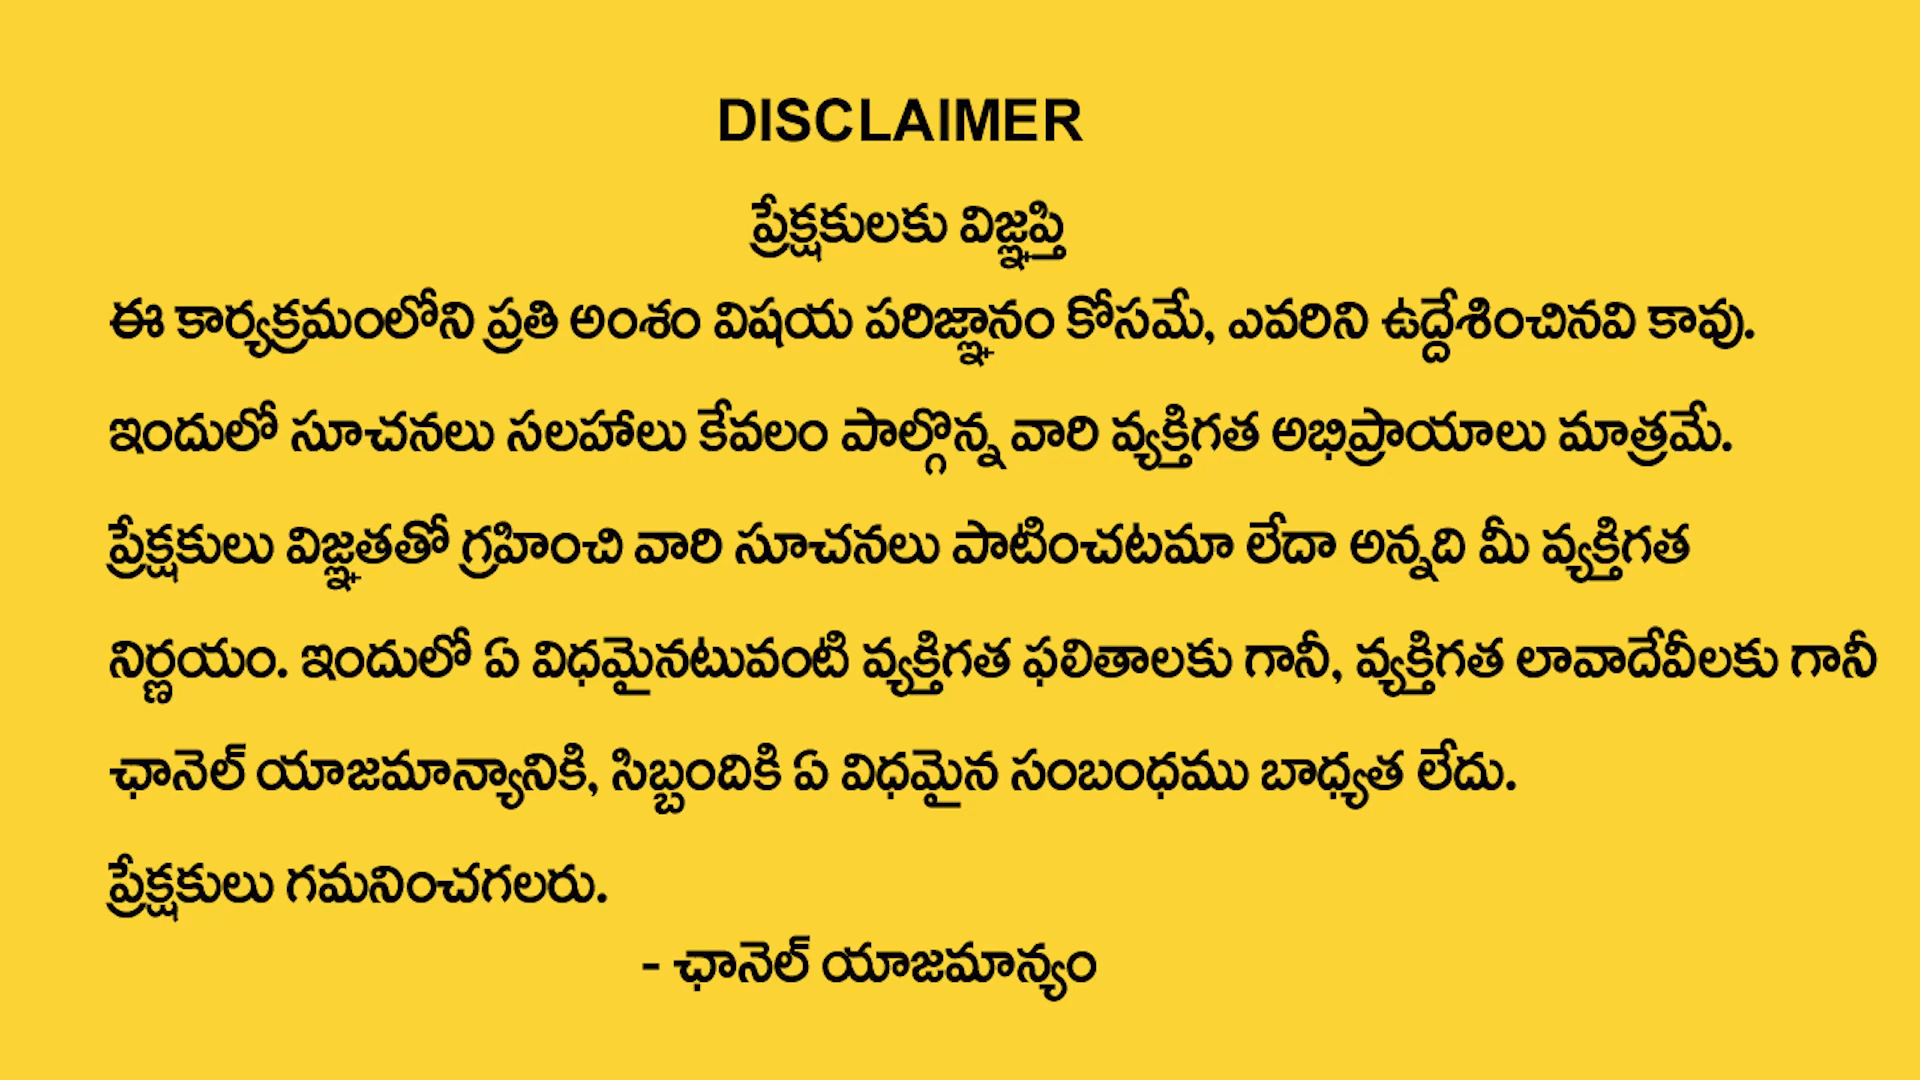 DISCLAIMER
ప్రేక్షకులకు విజ్ఞప్తి
ఈ కార్యక్రమంలోని ప్రతి అంశం విషయ పరిజ్ఞానం కోసమే, ఎవరిని ఉద్దేశించినవి కావు.
ఇందులో సూచనలు సలహాలు కేవలం పాల్గొన్న వారి వ్యక్తిగత అభిప్రాయాలు మాత్రమే.
ప్రేక్షకులు విజ్ఞతతో గ్రహించి వారి సూచనలు పాటించటమా లేదా అన్నది మీ వ్యక్తిగత
నిర్ణయం. ఇందులో ఏ విధమైనటువంటి వ్యక్తిగత ఫలితాలకు గానీ, వ్యక్తిగత లావాదేవీలకు గానీ
ఛానెల్ యాజమాన్యానికి, సిబ్బందికి ఏ విధమైన సంబంధము బాధ్యత లేదు.
ప్రేక్షకులు గమనించగలరు.
- ఛానెల్ యాజమాన్యం